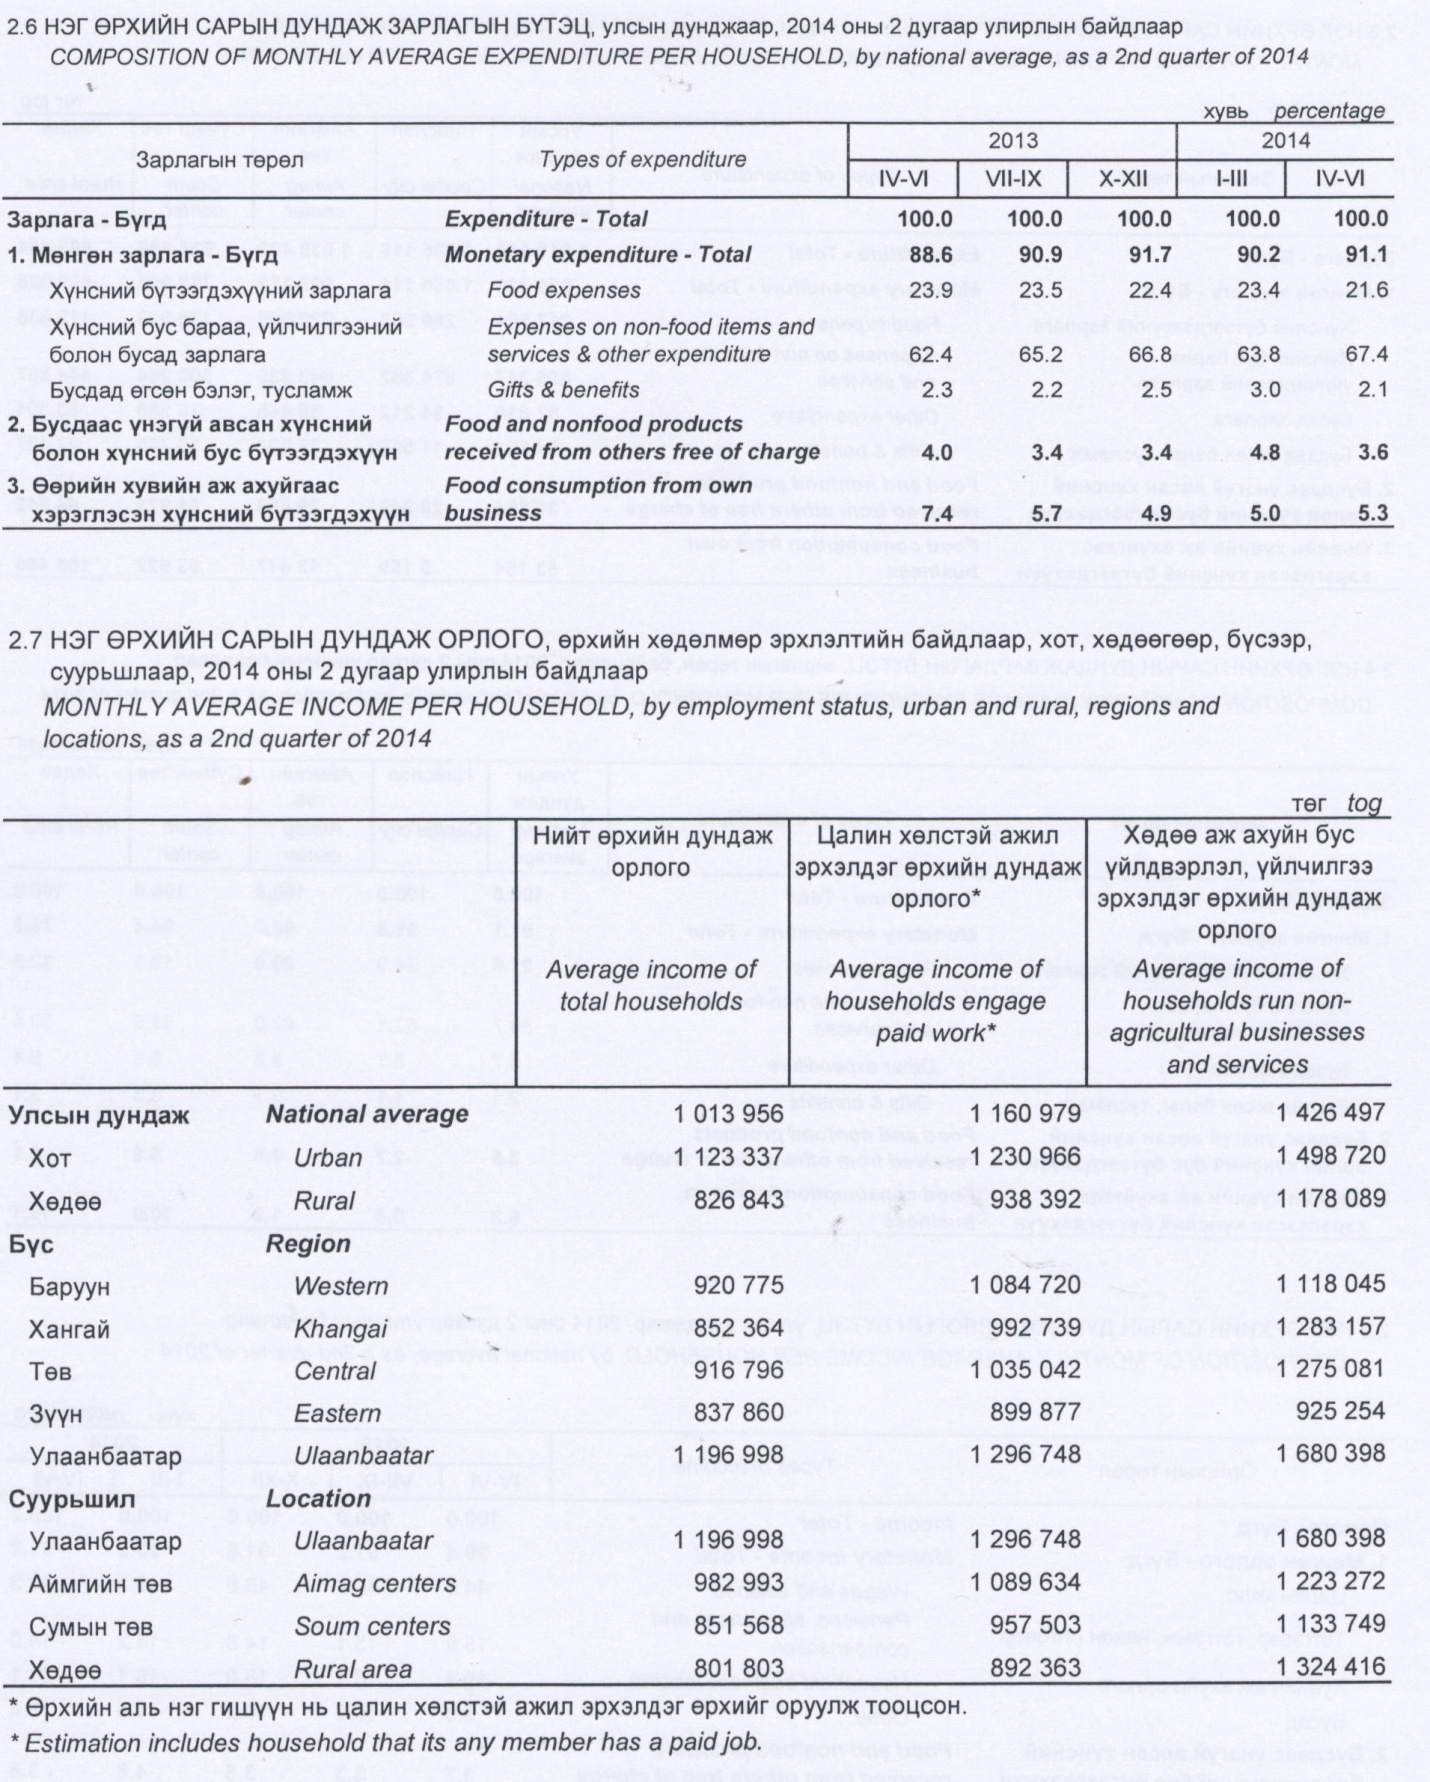 2.6 НЭГ ӨРХИЙН САРЫН ДУНДАЖ ЗАРЛАГЫН БҮТЭЦ, улсын дунджаар, 2014 оны 2 дугаар улирлын байдлаар
COMPOSITION OF MONTHLY AVERAGE EXPENDITURE PER HOUSEHOLD, by national average, as a 2nd quarter of 2014
хувь percentage
Зарлагын төрөл Types of expenditure 2013 2014
IV-VI VII-IX X-XII I-III IV-VI
Зарлага - Бүгд Expenditure - Total 100.0 100.0 100.0 100.0 100.0
1. Мөнгөн зарлага - Бүгд Monetary expenditure - Total 88.6 90.9 91.7 90.2 91.1
Хүнсний бүтээгдэхүүний зарлага Food expenses 23.9 23.5 22.4 23.4 21.6
Хүнсний бус бараа, үйлчилгээний Expenses on non-food items and
болон бусад зарлага services & other expenditure 62.4 65.2 66.8 63.8 67.4
Бусдад өгсөн бэлэг, тусламж Gifts & benefits 2.3 2.2 2.5 3.0 2.1
2. Бусдаас үнэгүй авсан хүнсний Food and nonfood products
болон хүнсний бус бүтээгдэхүүн received from others free of charge 4.0 3.4 3.4 4.8 3.6
3. Өөрийн хувийн аж ахуйгаас Food consumption from own
хэрэглэсэн хүнсний бүтээгдэхүүн business 7.4 5.7 4.9 5.0 5.3
2.7 НЭГ ӨРХИЙН САРЫН ДУНДАЖ ОРЛОГО, өрхийн хөдөлмөр эрхлэлтийн байдлаар, хот, хөдөөгөөр, бүсээр,
суурьшлаар, 2014 оны 2 дугаар улирлын байдлаар
MONTHLY AVERAGE INCOME PER HOUSEHOLD, by employment status, urban and rural, regions and
locations, as a 2nd quarter of 2014
төг tog
Нийт өрхийн дундаж Цалин хөлстэй ажил Хөдөө аж ахуйн бус
орлого эрхэлдэг өрхийн дундаж үйлдвэрлэл, үйлчилгээ
орлого* эрхэлдэг өрхийн дундаж
орлого
Average income of Average income of Average income of
total households households engage households run non-
paid work* agricultural businesses
and services
Улсын дундаж National average 1 013 956 1 160 979 1 426 497
Хот Urban 1 123 337 1 230 966 1 498 720
Хөдөө Rural 826 843 938 392 1 178 089
Бүс Region
Баруун Western 920 775 1 084 720 1 118 045
Хангай Khangai 852 364 992 739 1 283 157
Төв Central 916 796 1 035 042 1 275 081
Зүүн Eastern 837 860 899 877 925 254
Улаанбаатар Ulaanbaatar 1 196 998 1 296 748 1 680 398
Суурьшил Location
Улаанбаатар Ulaanbaatar 1 196 998 1 296 748 1 680 398
Аймгийн төв Aimag centers 982 993 1 089 634 1 223 272
Сумын төв Soum centers 851 568 957 503 1 133 749
Хөдөө Rural area 801 803 892 363 1 324 416
* Өрхийн аль нэг гишүүн нь цалин хөлстэй ажил эрхэлдэг өрхийг оруулж тооцсон.
* Estimation includes household that its any member has a paid job.